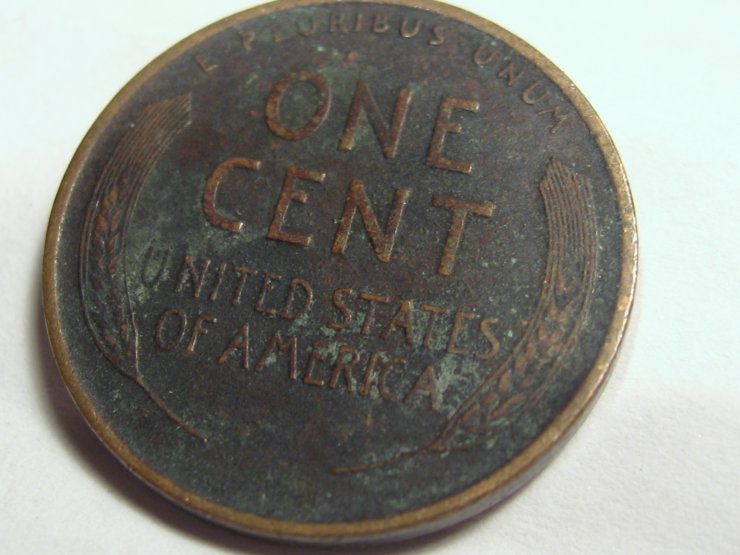 E PLURIBUS UNUM
ONE
CENT
UNITED STATES
OF AMERICA